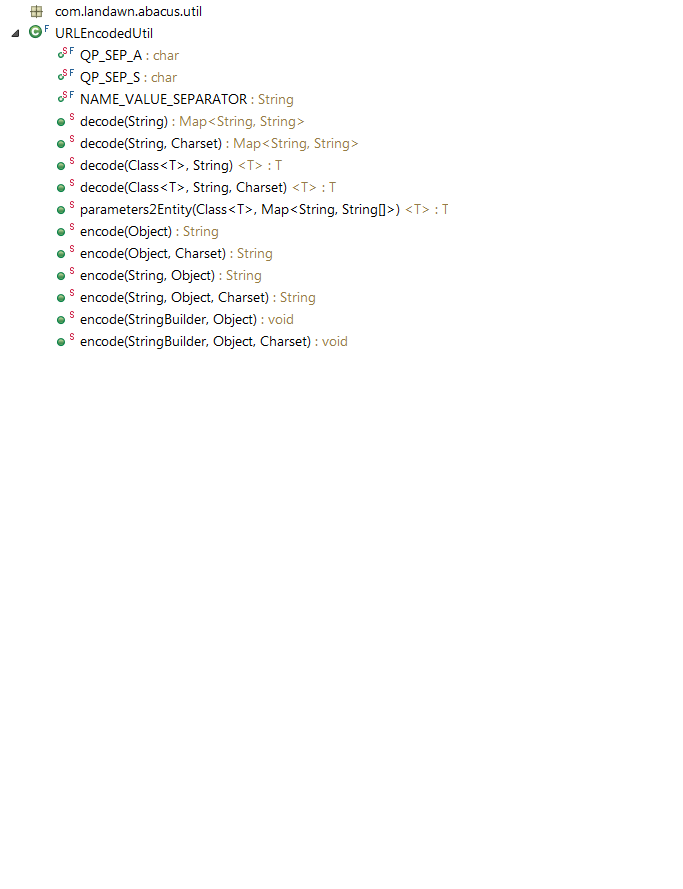 com.landawn.abacus.util
C F URLEncodedUtil
S F QP_SEP_A : char
S F QP_SEP_S : char
S F NAME_VALUE_SEPARATOR : String
S decode(String) : Map<String, String>
S decode(String, Charset) : Map<String, String>
S decode(Class<T>, String) <T> : T
S decode(Class<T>, String, Charset) <T> : T
S parameters2Entity(Class<T>, Map<String, String[]>) <T> : T
S encode(Object) : String
S encode(Object, Charset) : String
S encode(String, Object) : String
S encode(String, Object, Charset) : String
S encode(StringBuilder, Object) : void
S encode(StringBuilder, Object, Charset) : void